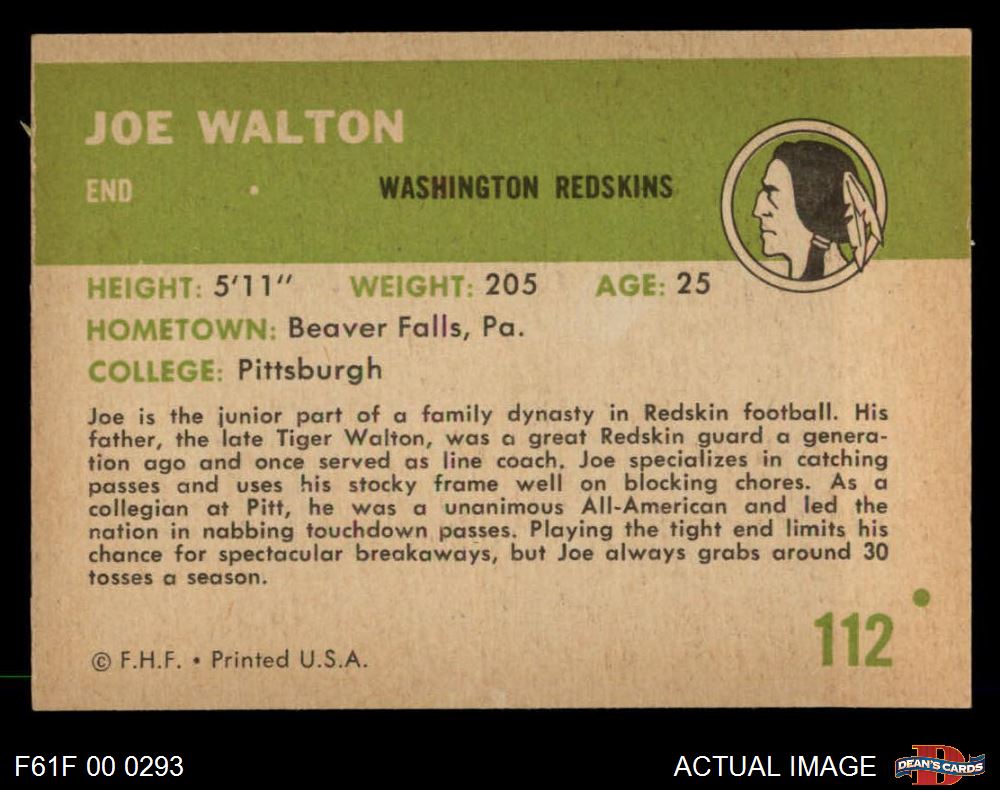 JOE WALTON
END • WASHINGTON REDSKINS
HEIGHT: 5'11" WEIGHT: 205 AGE: 25
HOMETOWN: Beaver Falls, Pa.
COLLEGE: Pittsburgh
Joe is the junior part of a family dynasty in Redskin football. His
father, the late Tiger Walton, was a great Redskin guard a genera-
tion ago and once served as line coach. Joe specializes in catching
passes and uses his stocky frame well on blocking chores. As a
collegian at Pitt, he was a unanimous All-American and led the
nation in nabbing touchdown passes. Playing the tight end limits his
chance for spectacular breakaways, but Joe always grabs around 30
tosses a season.
112
© F.H.F. • Printed U.S.A.
F61F 00 0293 ACTUAL IMAGE DEAN'S CARDS